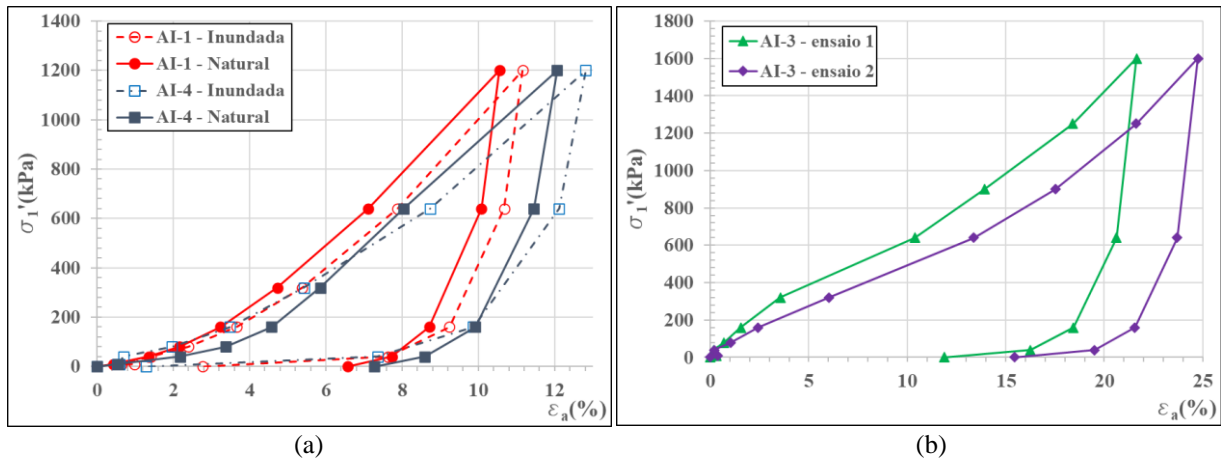 1400
1200
1000
800
600
400
200
0
σ1'(kPa)
AI-1 - Inundada
AI-1 - Natural
AI-4 - Inundada
AI-4 - Natural
0 2 4 6 8 10 12
εa(%)
(a)
1800
1600
1400
1200
1000
800
600
400
200
0
σ1'(kPa)
AI-3 - ensaio 1
AI-3 - ensaio 2
0 5 10 15 20 25
εa(%)
(b)